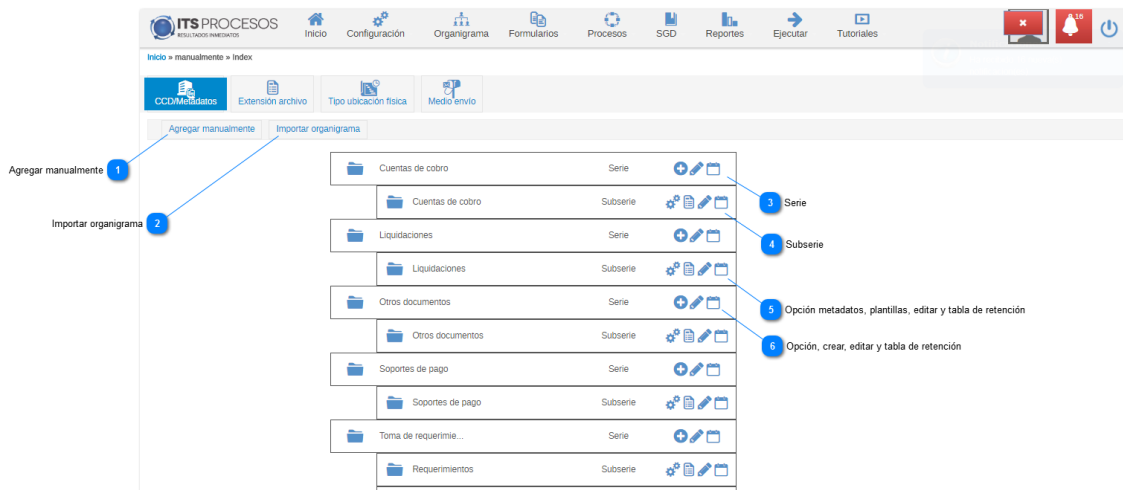 ITS PROCESOS
RESULTADOS INMEDIATOS
Inicio
Configuración
Organigrama
Formularios
Procesos
SGD
Reportes
Ejecutar
Tutoriales
Inicio » manualmente » Index
CCD/Metadatos
Extensión archivo
Tipo ubicación física
Medio envío
Agregar manualmente
Importar organigrama
Agregar manualmente 1
Importar organigrama 2
Cuentas de cobro Serie
3 Serie
Cuentas de cobro Subserie
4 Subserie
Liquidaciones Serie
Liquidaciones Subserie
5 Opción metadatos, plantillas, editar y tabla de retención
Otros documentos Serie
6 Opción, crear, editar y tabla de retención
Otros documentos Subserie
Soportes de pago Serie
Soportes de pago Subserie
Toma de requerimie... Serie
Requerimientos Subserie